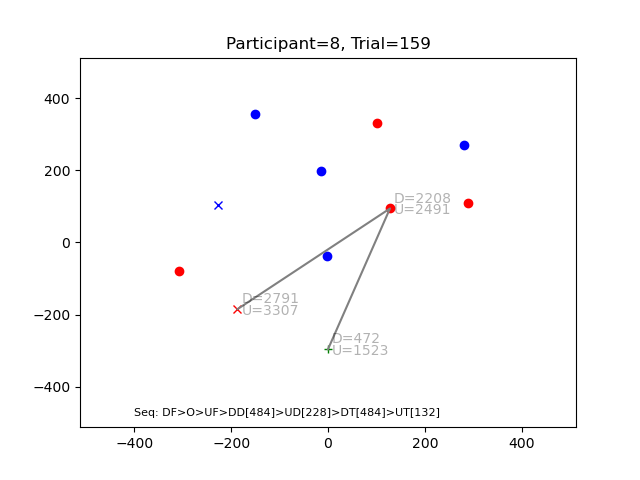 Participant=8, Trial=159
400
200
0
−200
−400
D=2208
U=2491
D=2791
U=3307
D=472
U=1523
Seq: DF>O>UF>DD[484]>UD[228]>DT[484]>UT[132]
−400 −200 0 200 400